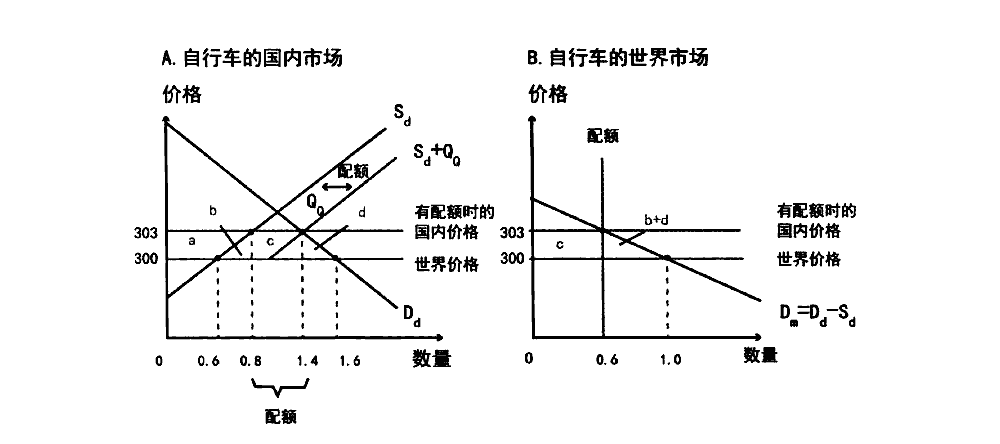 A. 自行车的国内市场
价格
S_d
S_d+Q_Q
配额
Q_Q
b
d
有配额时的
国内价格
303
a
c
300
世界价格
D_d
0 0.6 0.8 1.4 1.6 数量
配额
B. 自行车的世界市场
价格
配额
b+d
有配额时的
国内价格
303
c
300
世界价格
D_m=D_d-S_d
0 0.6 1.0 数量